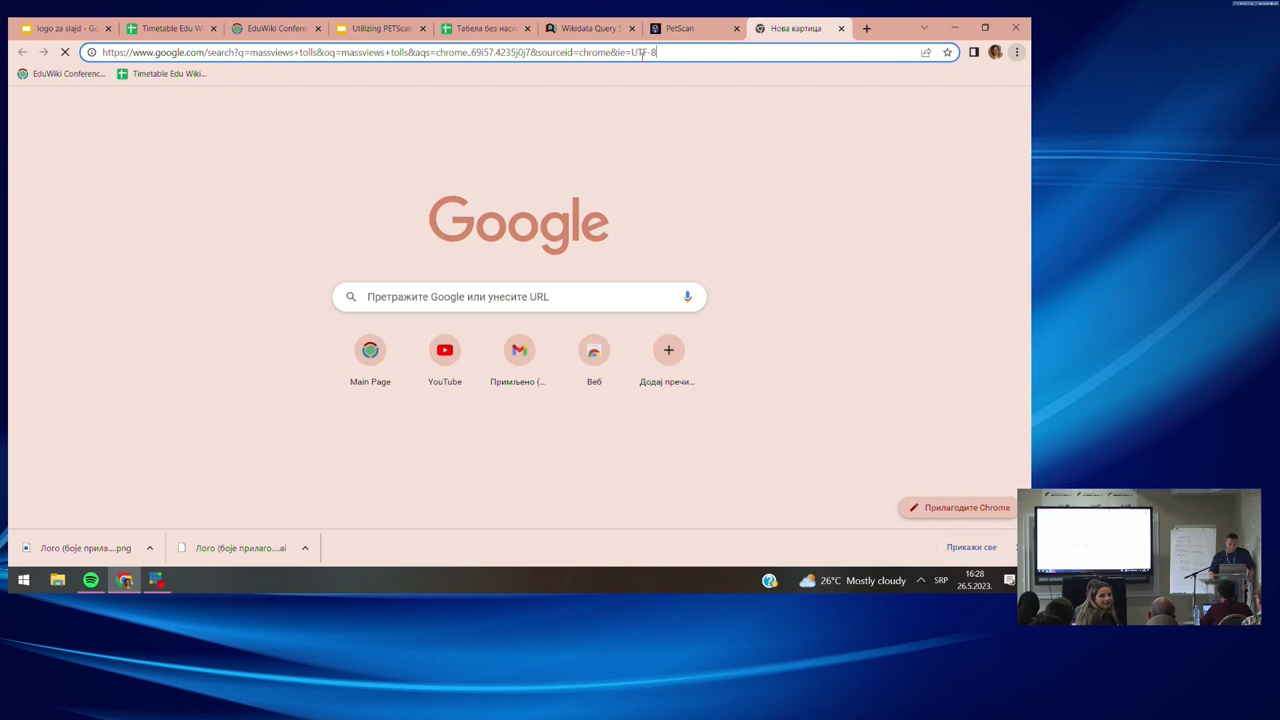 logo za slajd - G
Timetable Edu W
EduWiki Conferen
Utilizing PETScan
Табела без насл
Wikidata Query S
PetScan
Нова картица
https://www.google.com/search?q=massviews+tolls&oq=massviews+tolls&aqs=chrome..69i57.4235j0j7&sourceid=chrome&ie=UTF-8
EduWiki Conferenc...
Timetable Edu Wiki...
Google
Претражите Google или унесите URL
Main Page
YouTube
Примљено (...
Веб
Додај пречи...
Прилагодите Chrome
Лого (боје прила....png
Лого (боје прилаго....ai
Прикажи све
26°C Mostly cloudy
SRP
16:28
26.5.2023.